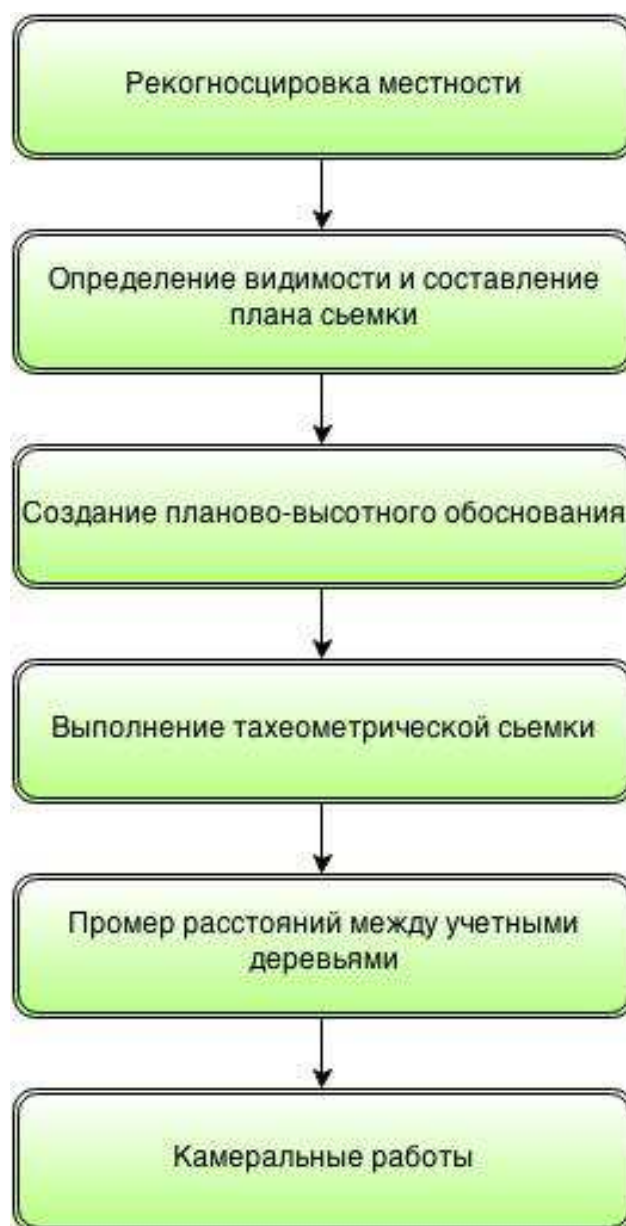 Рекогносцировка местности
Определение видимости и составление
плана сьемки
Создание планово-высотного обоснования
Выполнение тахеометрической сьемки
Промер расстояний между учетными
деревьями
Камеральные работы